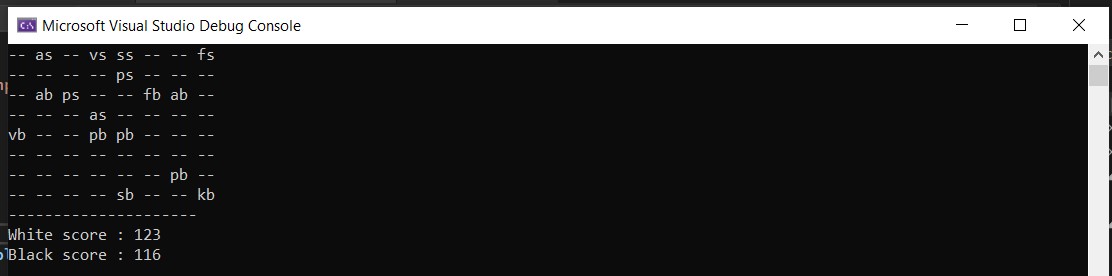 Microsoft Visual Studio Debug Console
-- as -- vs ss -- -- fs
-- -- -- -- ps -- -- --
-- ab ps -- -- fb ab --
-- -- -- as -- -- -- --
vb -- -- pb pb -- -- --
-- -- -- -- -- -- -- --
-- -- -- -- -- -- pb --
-- -- -- -- sb -- -- kb
---------------------
White score : 123
Black score : 116